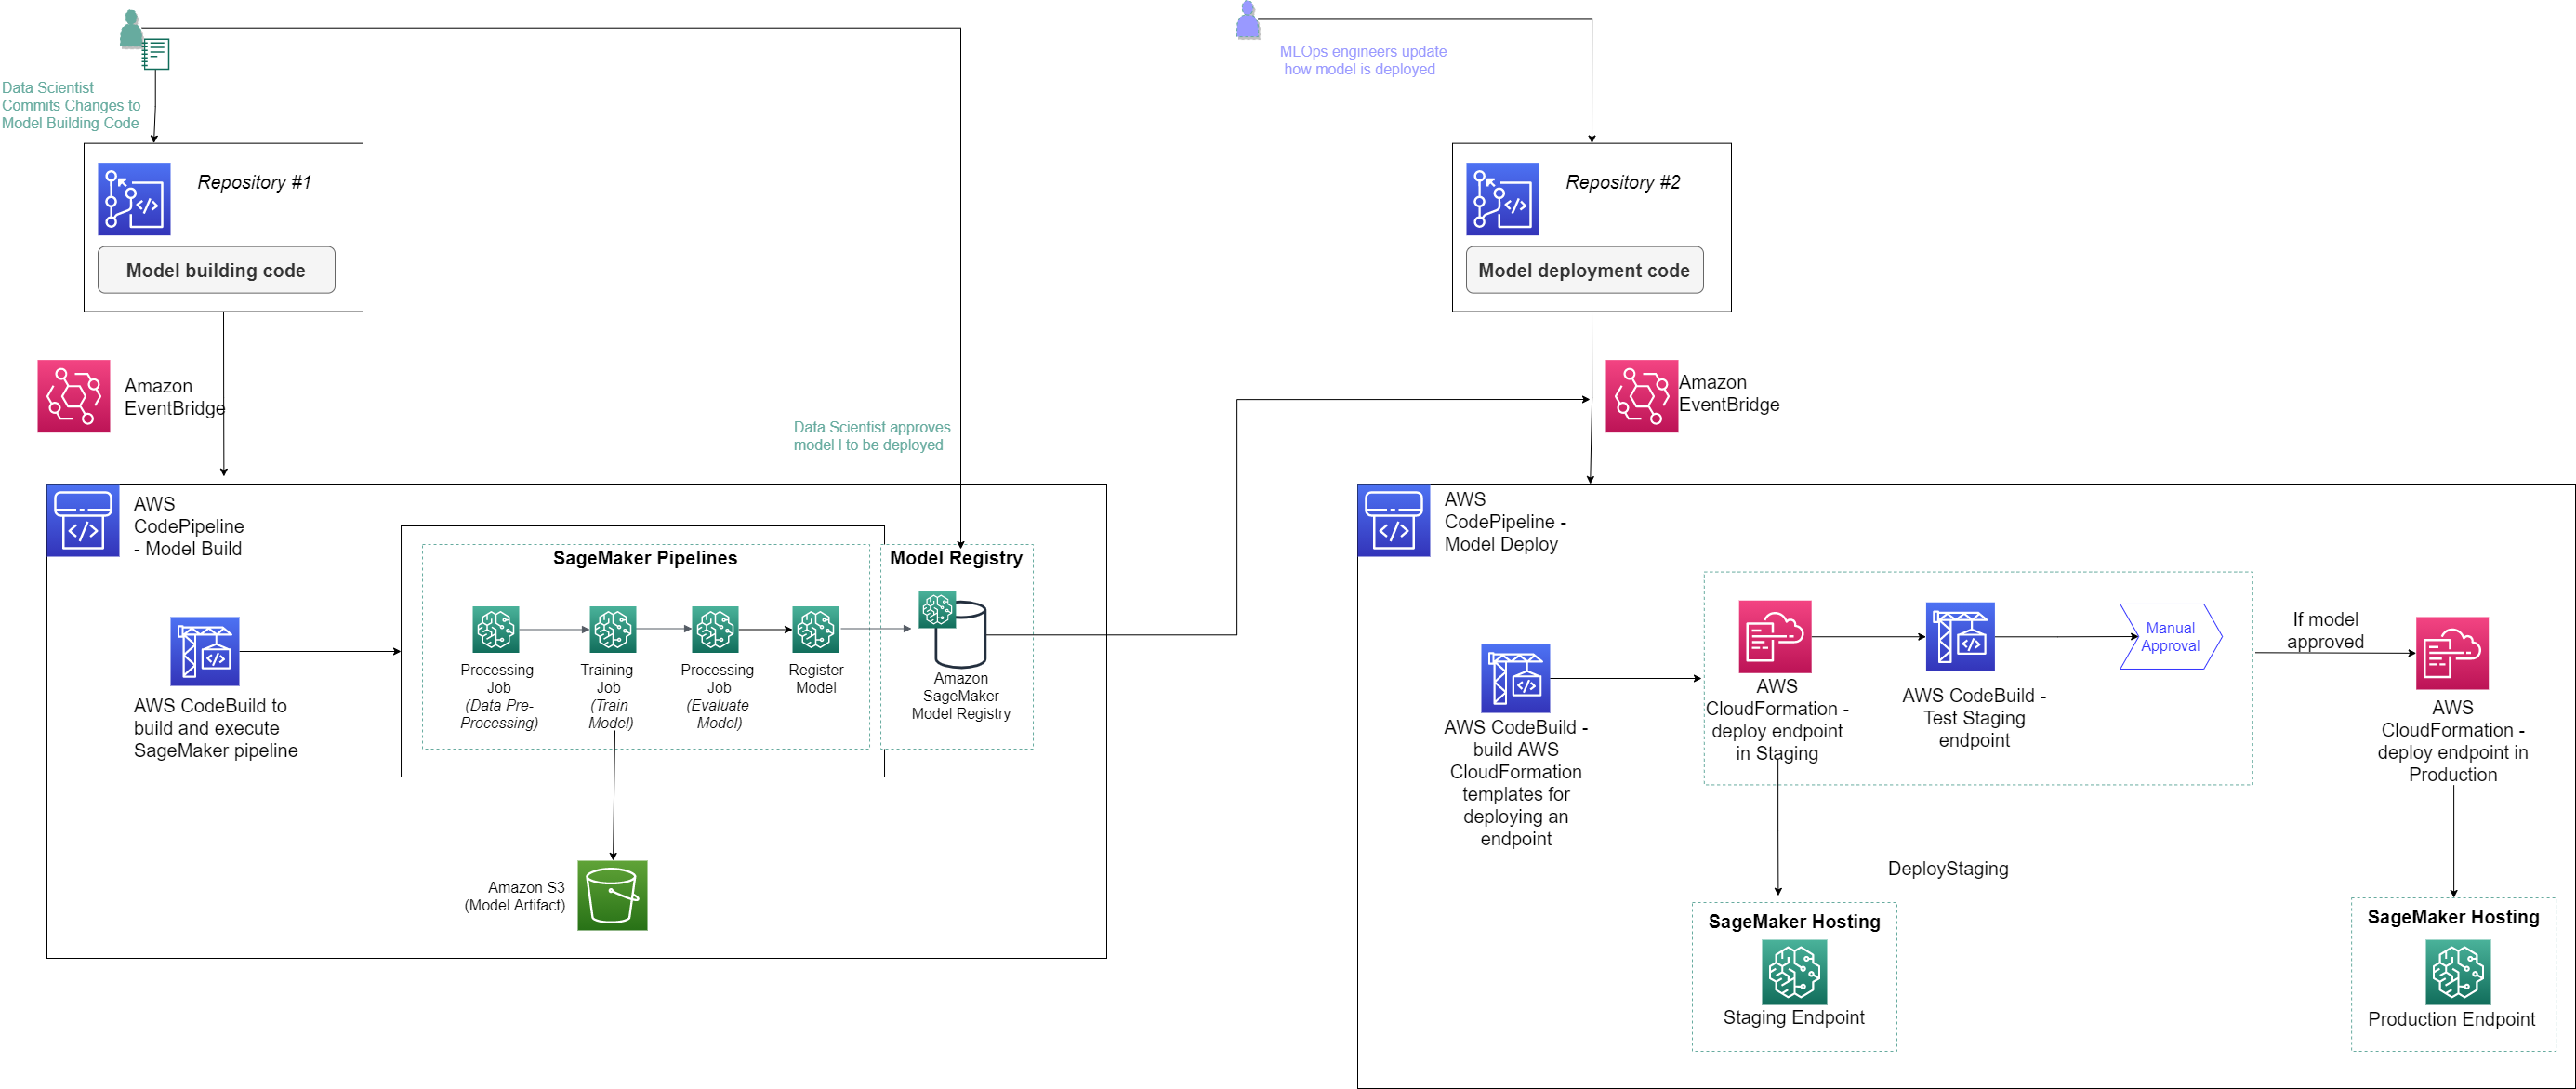 Data Scientist
Commits Changes to
Model Building Code
MLOps engineers update
how model is deployed
Repository #1
Model building code
Repository #2
Model deployment code
Amazon
EventBridge
Amazon
EventBridge
Data Scientist approves
model l to be deployed
AWS
CodePipeline
- Model Build
SageMaker Pipelines
Model Registry
Processing
Job
(Data Pre-
Processing)
Training
Job
(Train
Model)
Processing
Job
(Evaluate
Model)
Register
Model
Amazon
SageMaker
Model Registry
AWS CodeBuild to
build and execute
SageMaker pipeline
Amazon S3
(Model Artifact)
AWS
CodePipeline -
Model Deploy
AWS CodeBuild -
build AWS
CloudFormation
templates for
deploying an
endpoint
AWS
CloudFormation -
deploy endpoint
in Staging
AWS CodeBuild -
Test Staging
endpoint
Manual
Approval
If model
approved
AWS
CloudFormation -
deploy endpoint in
Production
DeployStaging
SageMaker Hosting
Staging Endpoint
SageMaker Hosting
Production Endpoint